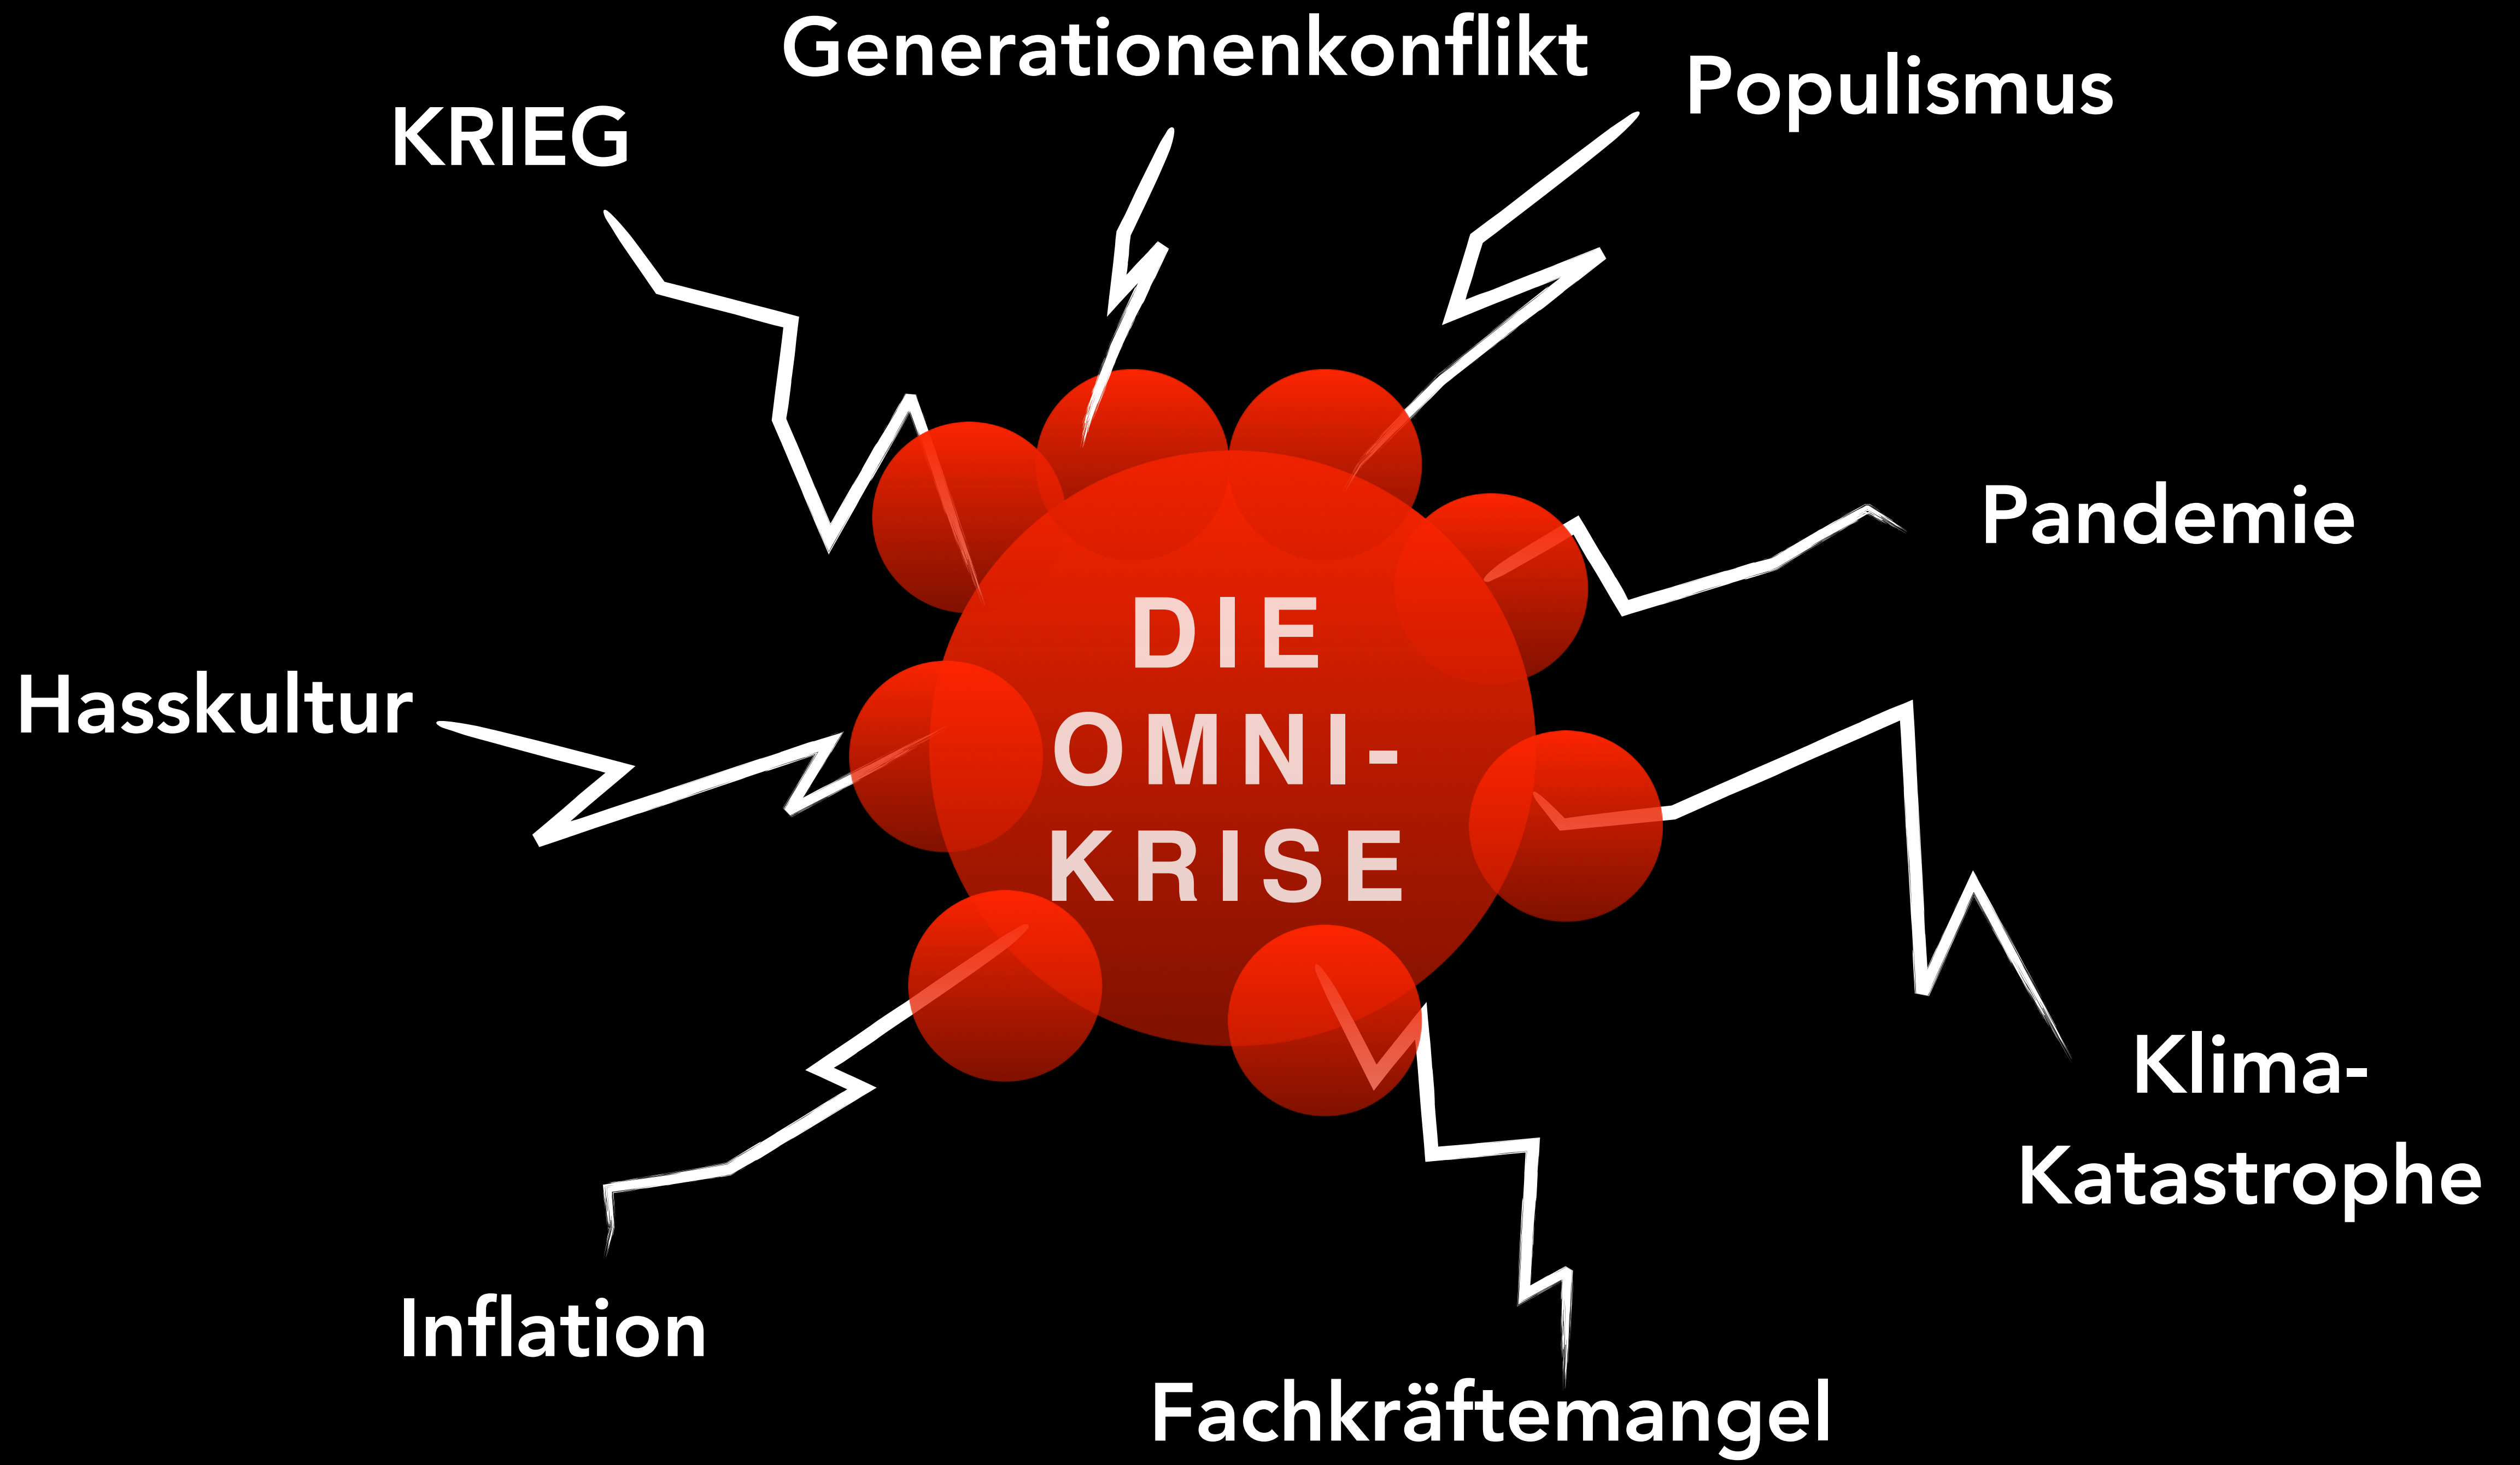 Generationenkonflikt
Populismus
KRIEG
Pandemie
DIE
OMNI-
KRISE
Hasskultur
Klima-
Katastrophe
Inflation
Fachkräftemangel